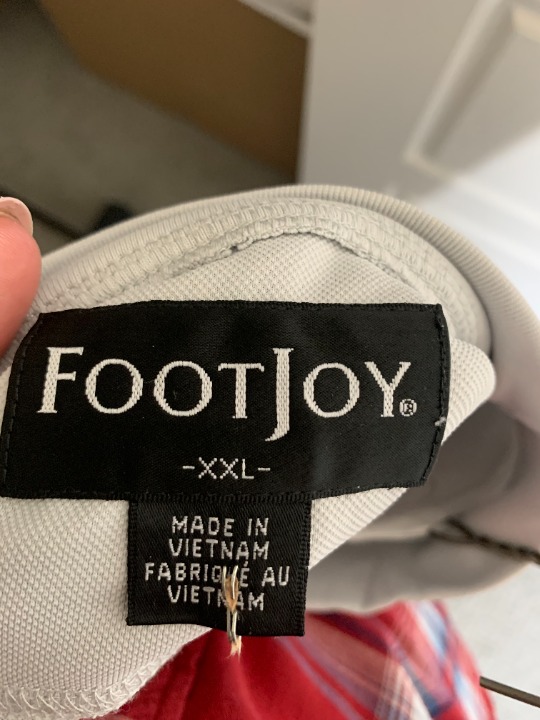 FOOTJOY®
-XXL-
MADE IN
VIETNAM
FABRIQUÉ AU
VIETNAM